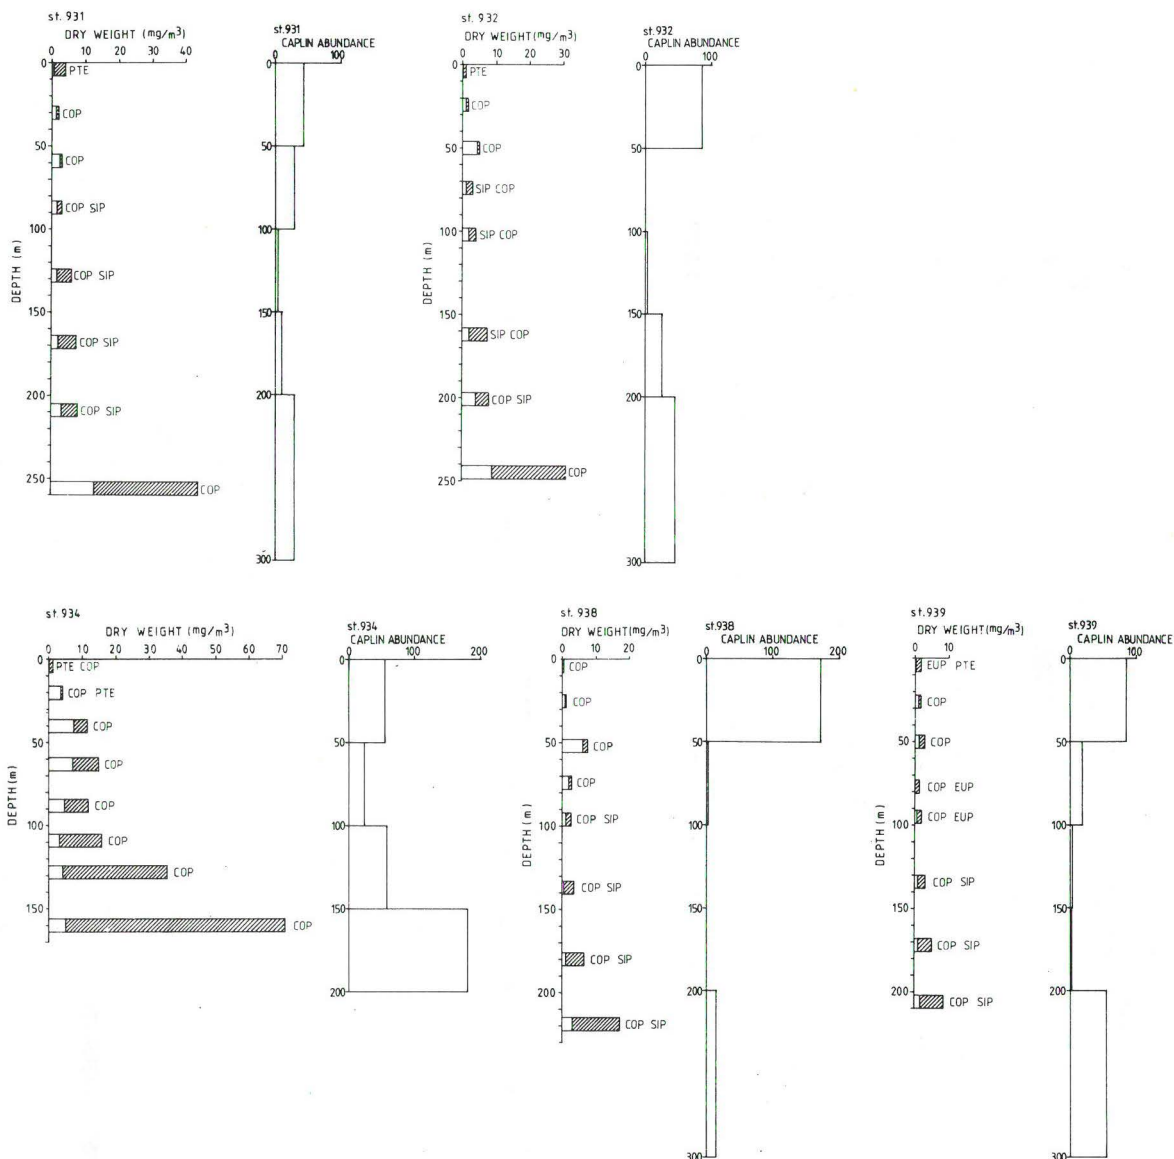 st. 931
DRY WEIGHT (mg/m³)
0 10 20 30 40
0
50
100
150
200
250
DEPTH (m)
PTE
COP
COP
COP SIP
COP SIP
COP SIP
COP SIP
COP
st.931
CAPLIN ABUNDANCE
0 100
0
50
100
150
200
300
st. 932
DRY WEIGHT (mg/m³)
0 10 20 30
0
50
100
150
200
250
DEPTH (m)
PTE
COP
COP
SIP COP
SIP COP
SIP COP
COP SIP
COP
st.932
CAPLIN ABUNDANCE
0 100
0
50
100
150
200
300
st. 934
DRY WEIGHT (mg/m³)
0 10 20 30 40 50 60 70
0
50
100
150
DEPTH (m)
PTE COP
COP PTE
COP
COP
COP
COP
COP
COP
st.934
CAPLIN ABUNDANCE
0 100 200
0
50
100
150
200
st. 938
DRY WEIGHT(mg/m³)
0 10 20
0
50
100
150
200
DEPTH (m)
COP
COP
COP
COP
COP SIP
COP SIP
COP SIP
COP SIP
st.938
CAPLIN ABUNDANCE
0 100 200
0
50
100
150
200
300
st. 939
DRY WEIGHT(mg/m³)
0 10
0
50
100
150
200
DEPTH (m)
EUP PTE
COP
COP
COP EUP
COP EUP
COP SIP
COP SIP
COP SIP
st.939
CAPLIN ABUNDANCE
0 100
0
50
100
150
200
300